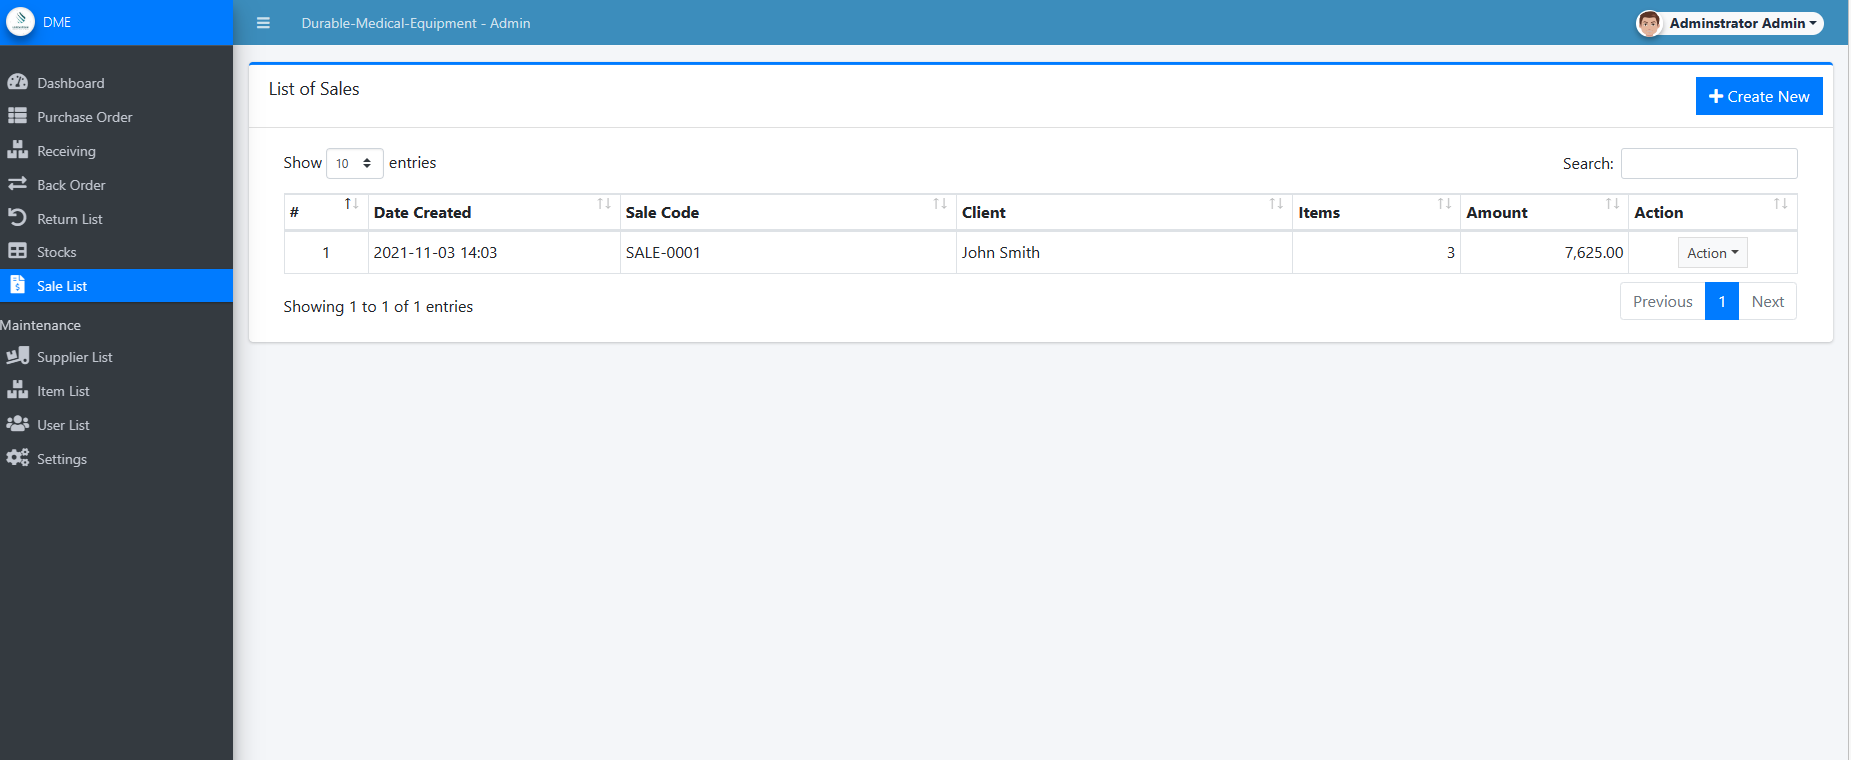 DME
Durable-Medical-Equipment - Admin
Adminstrator Admin
Dashboard
Purchase Order
Receiving
Back Order
Return List
Stocks
Sale List
Maintenance
Supplier List
Item List
User List
Settings
List of Sales
Create New
Show 10 entries
Search:
# Date Created Sale Code Client Items Amount Action
1 2021-11-03 14:03 SALE-0001 John Smith 3 7,625.00 Action
Showing 1 to 1 of 1 entries
Previous 1 Next